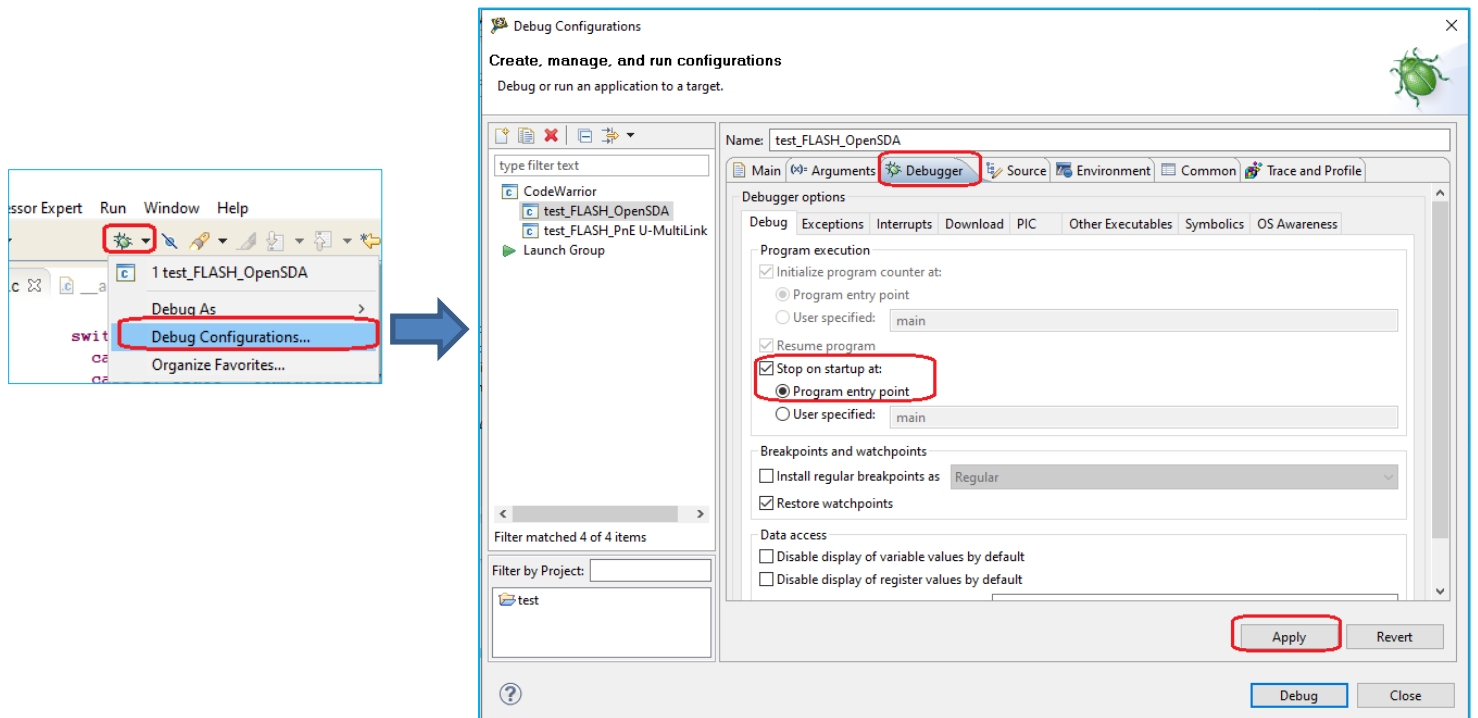 essor Expert Run Window Help
1 test_FLASH_OpenSDA
.c
__a
Debug As
swit
Debug Configurations...
ca
Organize Favorites...
Debug Configurations
Create, manage, and run configurations
Debug or run an application to a target.
type filter text
CodeWarrior
test_FLASH_OpenSDA
test_FLASH_PnE U-MultiLink
Launch Group
Filter matched 4 of 4 items
Filter by Project:
test
Name: test_FLASH_OpenSDA
Main (x)= Arguments Debugger Source Environment Common Trace and Profile
Debugger options
Debug Exceptions Interrupts Download PIC Other Executables Symbolics OS Awareness
Program execution
Initialize program counter at:
Program entry point
User specified: main
Resume program
Stop on startup at:
Program entry point
User specified: main
Breakpoints and watchpoints
Install regular breakpoints as Regular
Restore watchpoints
Data access
Disable display of variable values by default
Disable display of register values by default
Apply Revert
? Debug Close